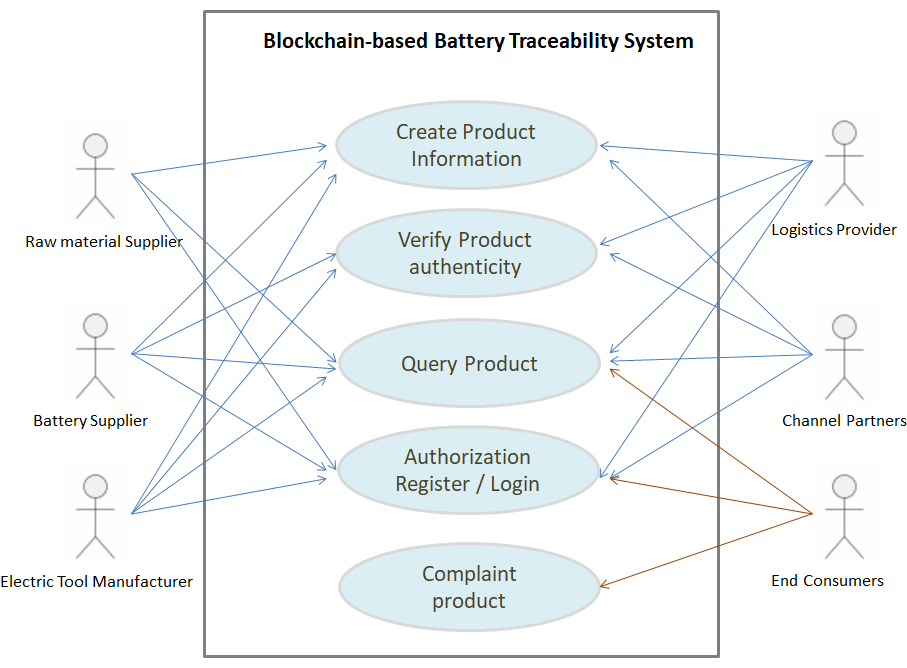 Blockchain-based Battery Traceability System
Create Product
Information
Raw material Supplier
Logistics Provider
Verify Product
authenticity
Query Product
Battery Supplier
Channel Partners
Authorization
Register / Login
Electric Tool Manufacturer
Complaint
product
End Consumers